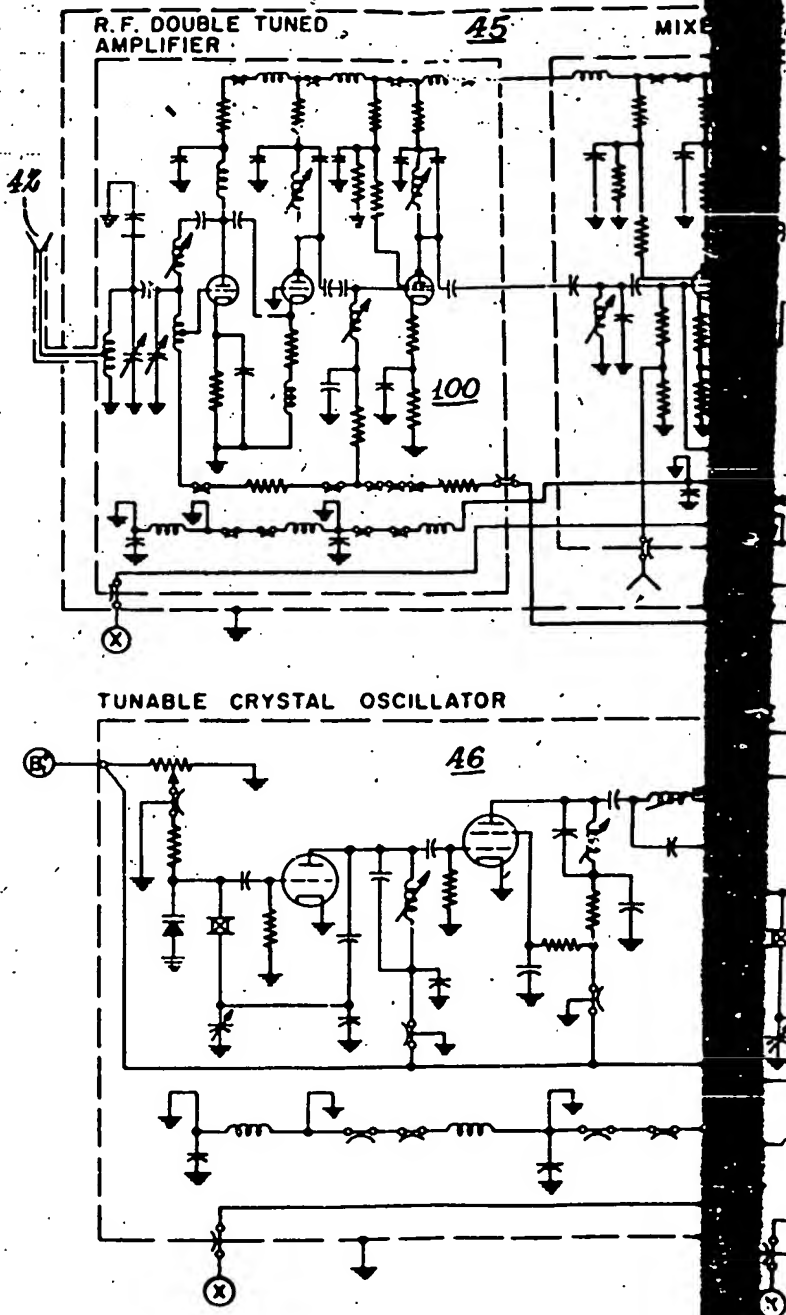 R.F. DOUBLE TUNED
AMPLIFIER
45
MIXE
42
100
X
TUNABLE CRYSTAL OSCILLATOR
46
X
X